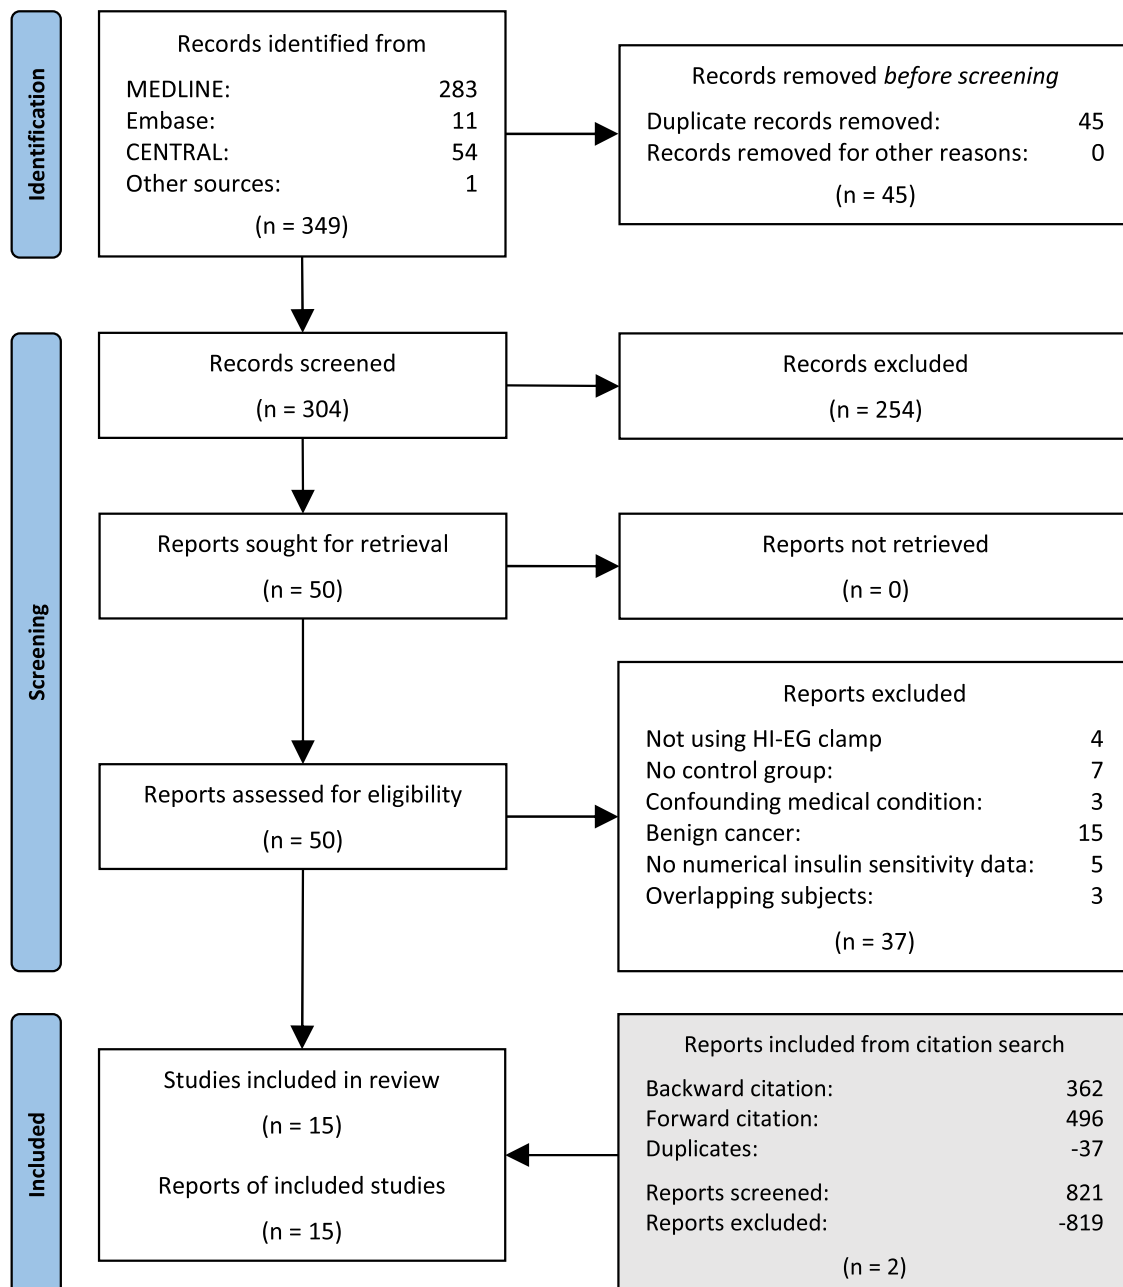 Identification
Records identified from
MEDLINE: 283
Embase: 11
CENTRAL: 54
Other sources: 1
(n = 349)
Records removed before screening
Duplicate records removed: 45
Records removed for other reasons: 0
(n = 45)
Screening
Records screened
(n = 304)
Records excluded
(n = 254)
Reports sought for retrieval
(n = 50)
Reports not retrieved
(n = 0)
Reports assessed for eligibility
(n = 50)
Reports excluded
Not using HI-EG clamp 4
No control group: 7
Confounding medical condition: 3
Benign cancer: 15
No numerical insulin sensitivity data: 5
Overlapping subjects: 3
(n = 37)
Included
Studies included in review
(n = 15)
Reports of included studies
(n = 15)
Reports included from citation search
Backward citation: 362
Forward citation: 496
Duplicates: -37
Reports screened: 821
Reports excluded: -819
(n = 2)